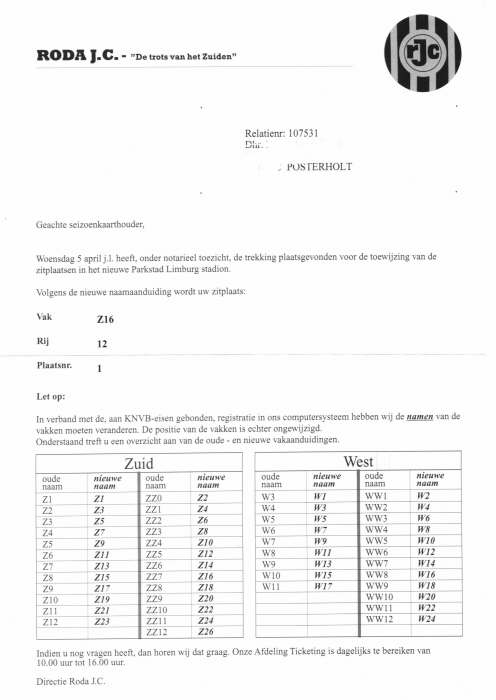 RODA J.C. - "De trots van het Zuiden"
rJc
Relatienr: 107531
Dhr.
POSTERHOLT
Geachte seizoenkaarthouder,
Woensdag 5 april j.l. heeft, onder notarieel toezicht, de trekking plaatsgevonden voor de toewijzing van de
zitplaatsen in het nieuwe Parkstad Limburg stadion.
Volgens de nieuwe naamaanduiding wordt uw zitplaats:
Vak Z16
Rij 12
Plaatsnr. 1
Let op:
In verband met de, aan KNVB-eisen gebonden, registratie in ons computersysteem hebben wij de namen van de
vakken moeten veranderen. De positie van de vakken is echter ongewijzigd.
Onderstaand treft u een overzicht aan van de oude - en nieuwe vakaanduidingen.
Zuid
oude naam nieuwe naam oude naam nieuwe naam
Z1 Z1 ZZ0 Z2
Z2 Z3 ZZ1 Z4
Z3 Z5 ZZ2 Z6
Z4 Z7 ZZ3 Z8
Z5 Z9 ZZ4 Z10
Z6 Z11 ZZ5 Z12
Z7 Z13 ZZ6 Z14
Z8 Z15 ZZ7 Z16
Z9 Z17 ZZ8 Z18
Z10 Z19 ZZ9 Z20
Z11 Z21 ZZ10 Z22
Z12 Z23 ZZ11 Z24
ZZ12 Z26
West
oude naam nieuwe naam oude naam nieuwe naam
W3 W1 WW1 W2
W4 W3 WW2 W4
W5 W5 WW3 W6
W6 W7 WW4 W8
W7 W9 WW5 W10
W8 W11 WW6 W12
W9 W13 WW7 W14
W10 W15 WW8 W16
W11 W17 WW9 W18
WW10 W20
WW11 W22
WW12 W24
Indien u nog vragen heeft, dan horen wij dat graag. Onze Afdeling Ticketing is dagelijks te bereiken van
10.00 uur tot 16.00 uur.
Directie Roda J.C.